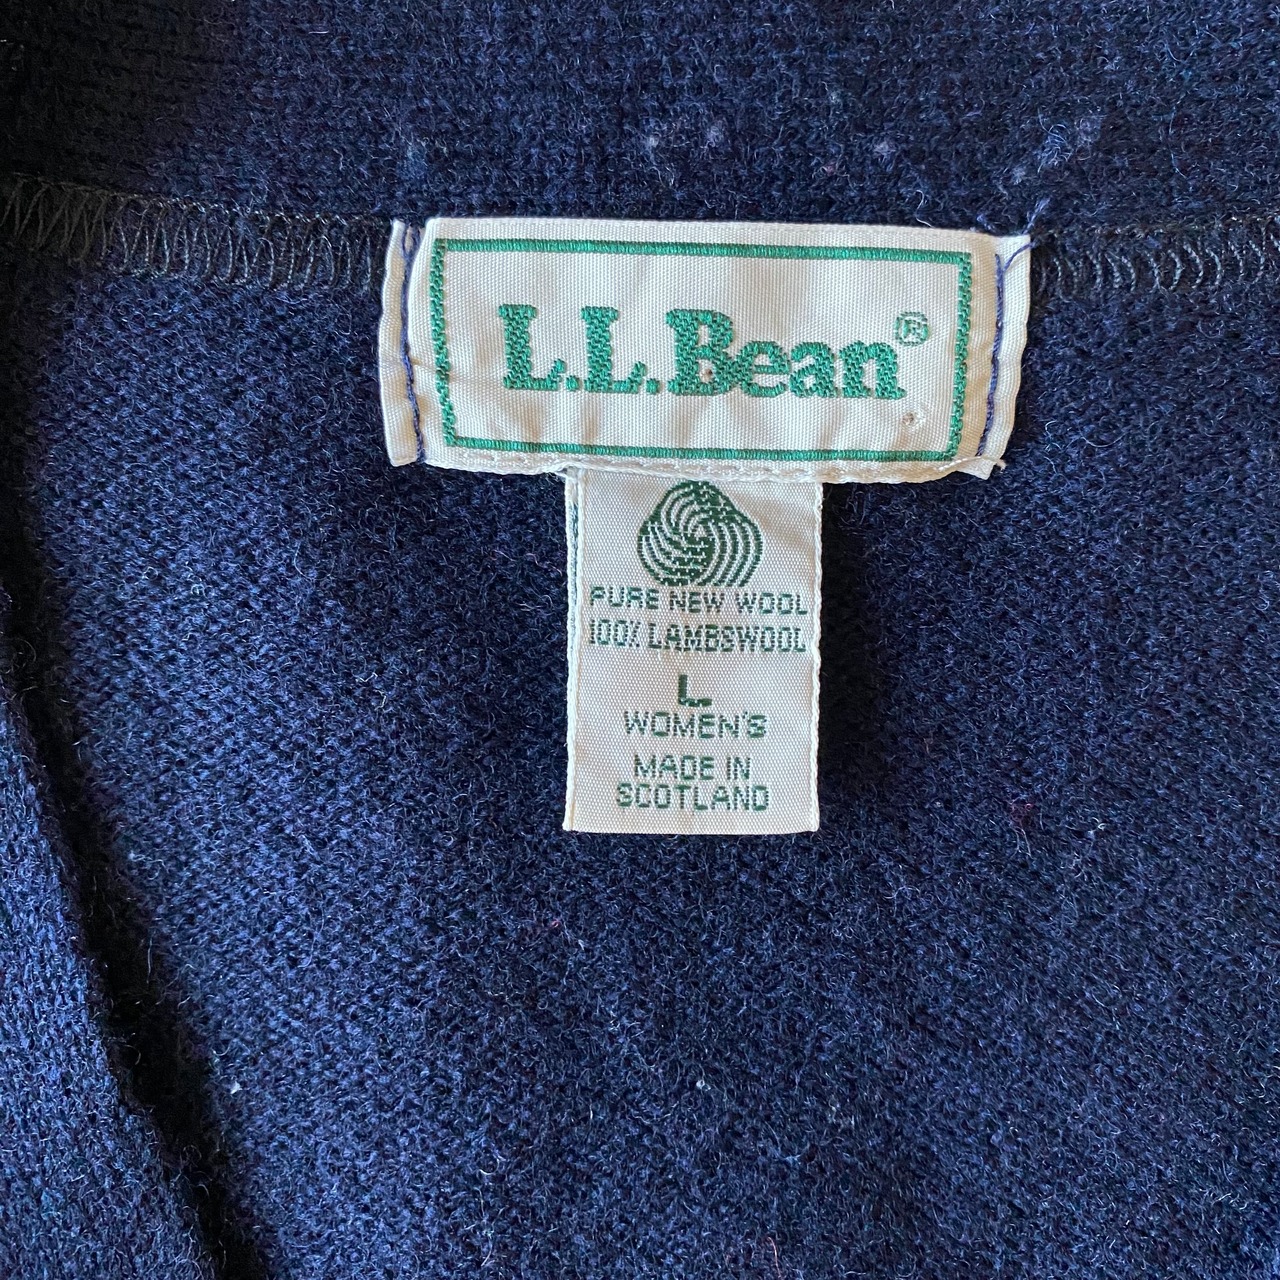 L.L.Bean®
PURE NEW WOOL
100% LAMBSWOOL
L
WOMEN'S
MADE IN
SCOTLAND